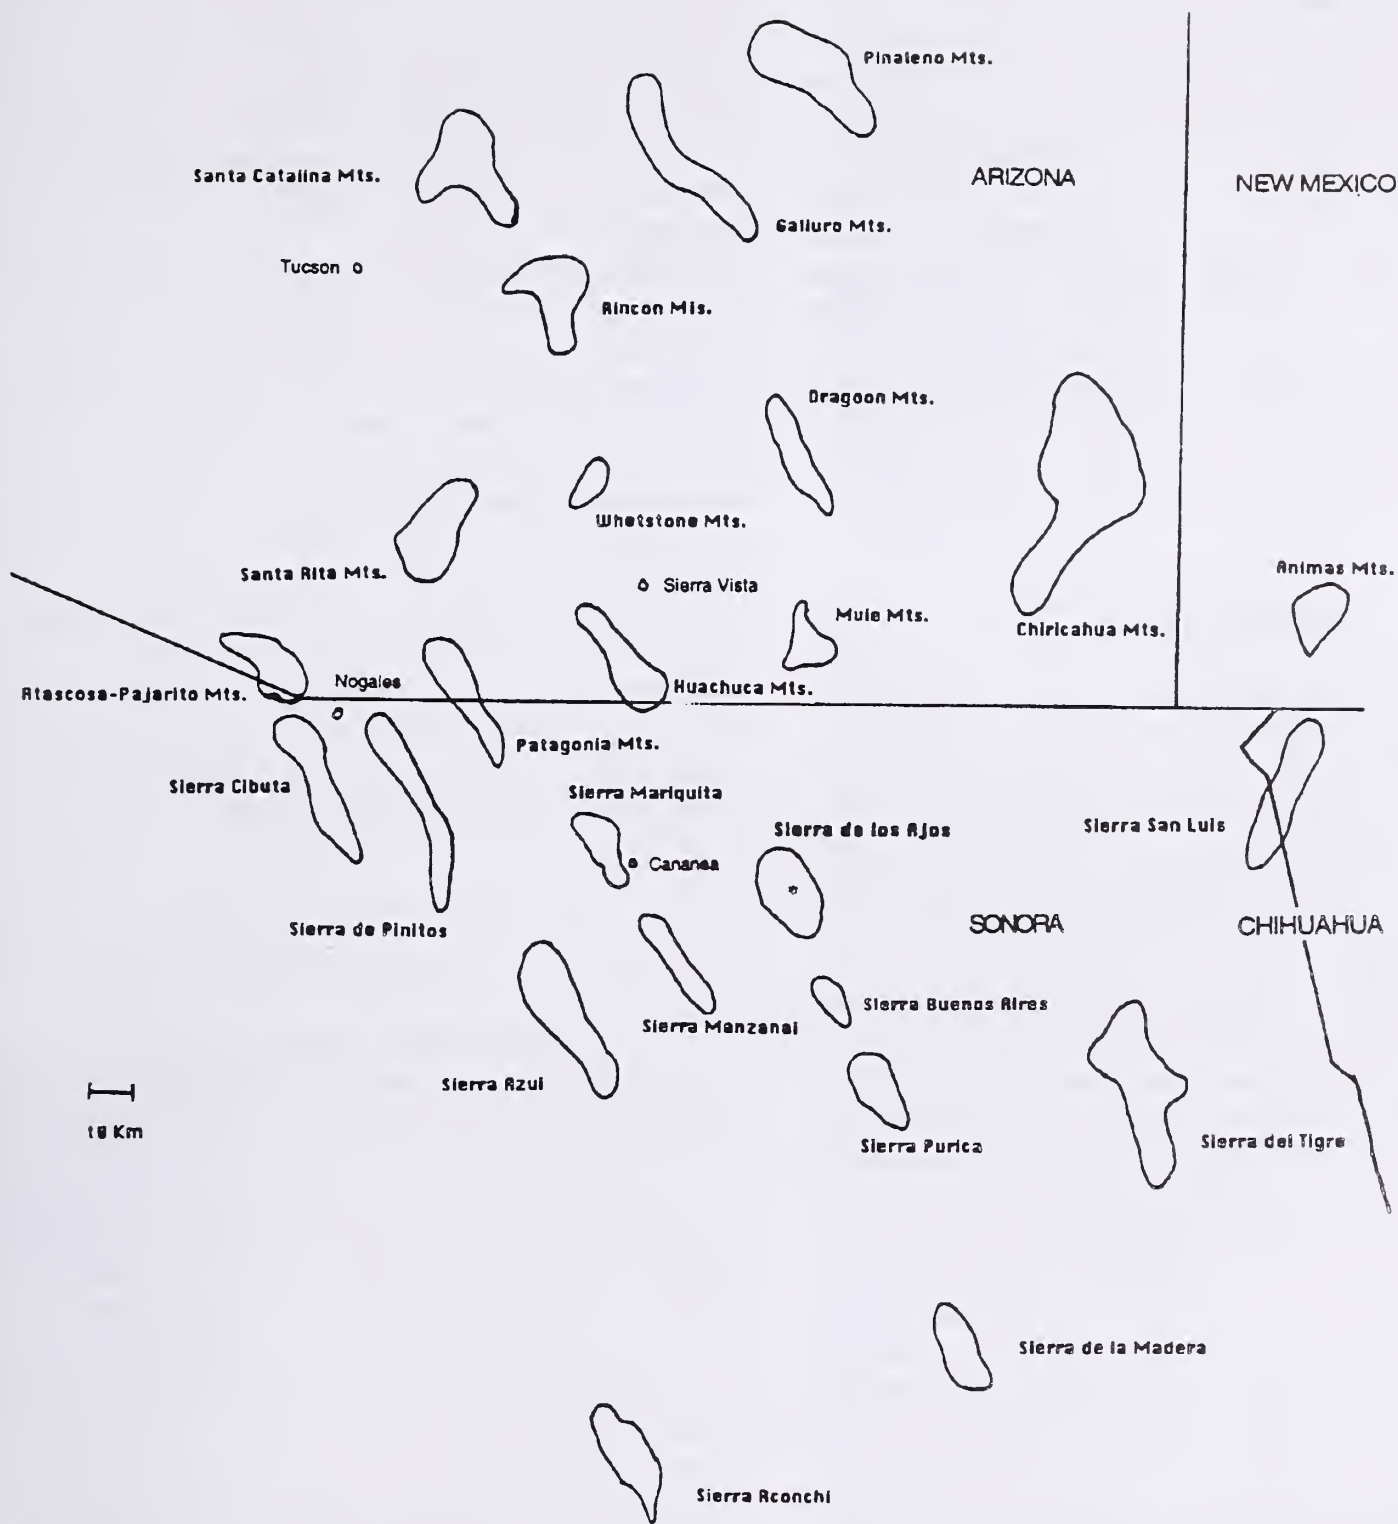 Pinaleno Mts.
Santa Catalina Mts.
ARIZONA
NEW MEXICO
Galiuro Mts.
Tucson
Rincon Mts.
Dragoon Mts.
Whetstone Mts.
Santa Rita Mts.
Sierra Vista
Animas Mts.
Mule Mts.
Chiricahua Mts.
Nogales
Atascosa-Pajarito Mts.
Huachuca Mts.
Patagonia Mts.
Sierra Cibuta
Sierra Mariquita
Sierra de los Ajos
Sierra San Luis
Cananea
Sierra de Pinitos
SONORA
CHIHUAHUA
Sierra Buenos Aires
Sierra Manzanal
Sierra Azul
10 Km
Sierra Purica
Sierra del Tigre
Sierra de la Madera
Sierra Aconchi